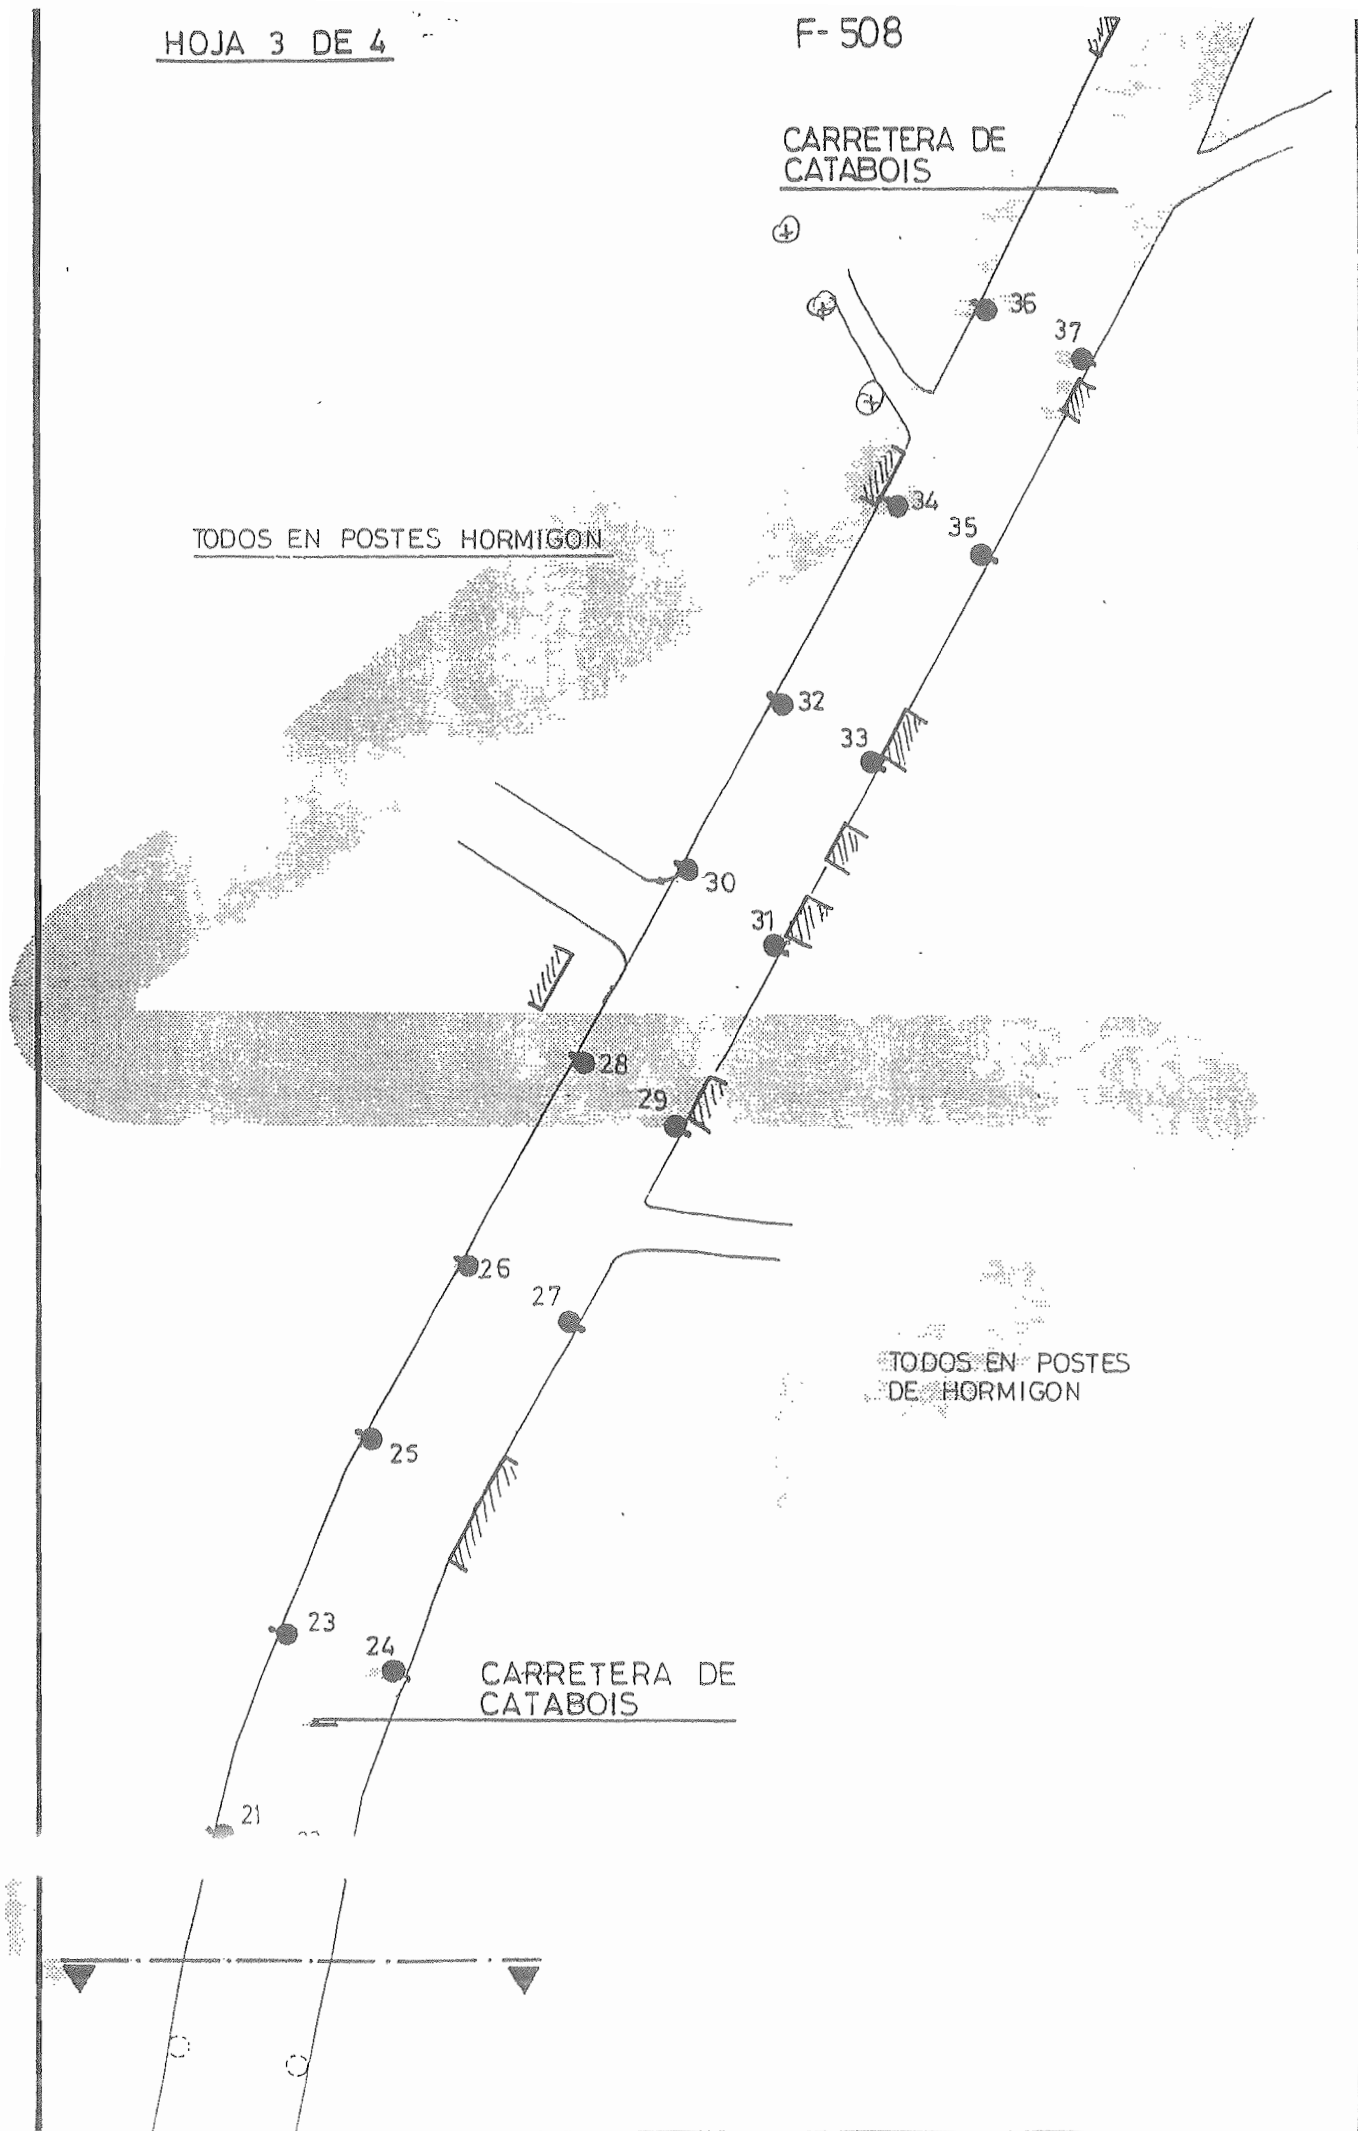 HOJA 3 DE 4
F-508
CARRETERA DE
CATABOIS
36
37
34
35
TODOS EN POSTES HORMIGON
32
33
30
31
28
29
26
27
TODOS EN POSTES
DE HORMIGON
25
23
24
CARRETERA DE
CATABOIS
21